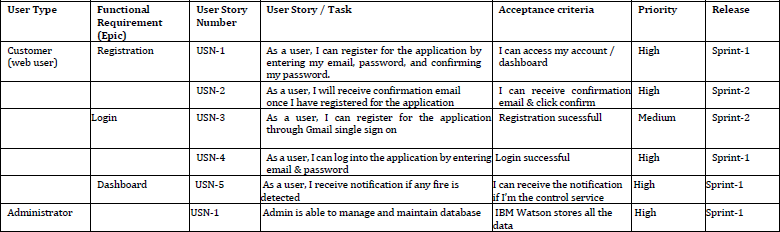 User Type Functional Requirement (Epic) User Story Number User Story / Task Acceptance criteria Priority Release
Customer (web user) Registration USN-1 As a user, I can register for the application by entering my email, password, and confirming my password. I can access my account / dashboard High Sprint-1
USN-2 As a user, I will receive confirmation email once I have registered for the application I can receive confirmation email & click confirm High Sprint-2
Login USN-3 As a user, I can register for the application through Gmail single sign on Registration sucessfull Medium Sprint-2
USN-4 As a user, I can log into the application by entering email & password Login successful High Sprint-1
Dashboard USN-5 As a user, I receive notification if any fire is detected I can receive the notification if I'm the control service High Sprint-1
Administrator USN-1 Admin is able to manage and maintain database IBM Watson stores all the data High Sprint-1